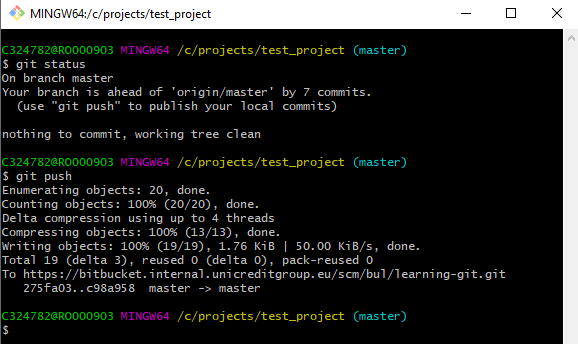 MINGW64:/c/projects/test_project
C324782@RO00903 MINGW64 /c/projects/test_project (master)
$ git status
On branch master
Your branch is ahead of 'origin/master' by 7 commits.
  (use "git push" to publish your local commits)
nothing to commit, working tree clean
C324782@RO00903 MINGW64 /c/projects/test_project (master)
$ git push
Enumerating objects: 20, done.
Counting objects: 100% (20/20), done.
Delta compression using up to 4 threads
Compressing objects: 100% (13/13), done.
Writing objects: 100% (19/19), 1.76 KiB | 50.00 KiB/s, done.
Total 19 (delta 3), reused 0 (delta 0), pack-reused 0
To https://bitbucket.internal.unicreditgroup.eu/scm/bul/learning-git.git
   275fa03..c98a958  master -> master
C324782@RO00903 MINGW64 /c/projects/test_project (master)
$